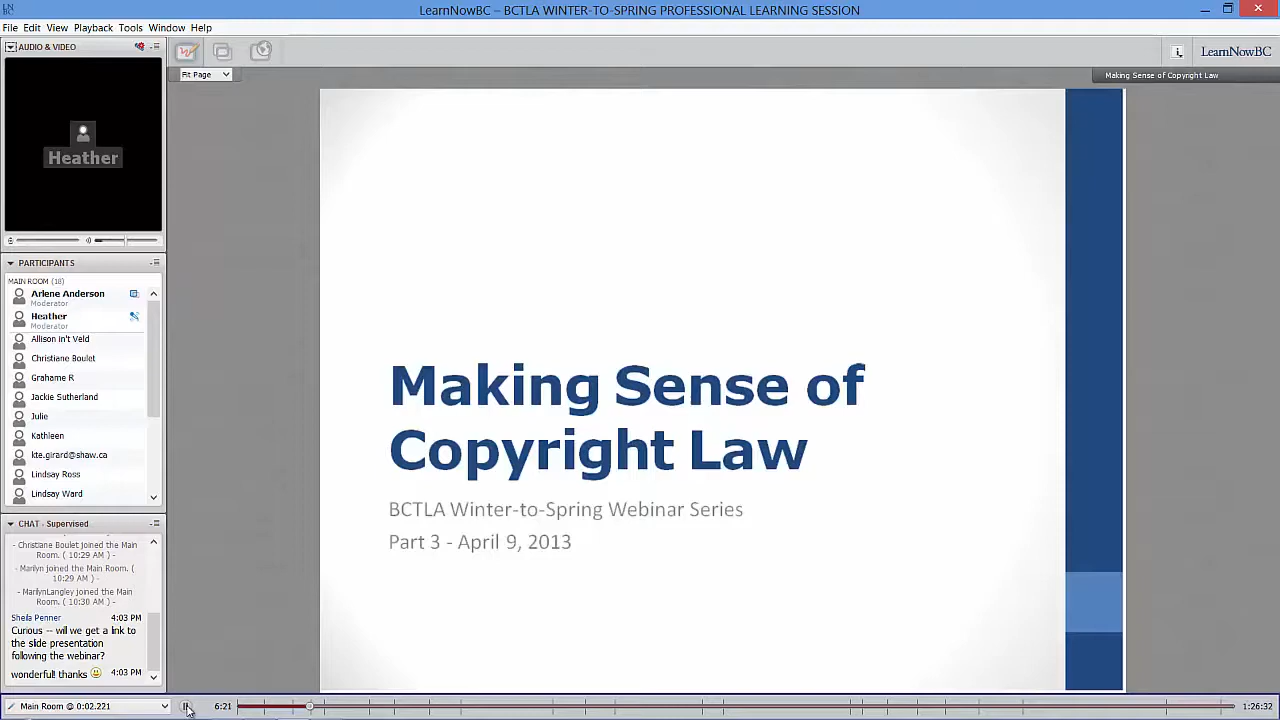 LN
BC
LearnNowBC – BCTLA WINTER-TO-SPRING PROFESSIONAL LEARNING SESSION
File Edit View Playback Tools Window Help
AUDIO & VIDEO
LearnNowBC
Fit Page
Making Sense of Copyright Law
Heather
PARTICIPANTS
MAIN ROOM (18)
Arlene Anderson
Moderator
Heather
Moderator
Allison in't Veld
Christiane Boulet
Grahame R
Jackie Sutherland
Julie
Kathleen
kte.girard@shaw.ca
Lindsay Ross
Lindsay Ward
CHAT - Supervised
- Christiane Boulet joined the Main
Room. ( 10:29 AM ) -
- Marilyn joined the Main Room. (
10:29 AM ) -
- MarilynLangley joined the Main
Room. ( 10:30 AM ) -
Sheila Penner 4:03 PM
Curious -- will we get a link to
the slide presentation
following the webinar?
wonderful! thanks 4:03 PM
Making Sense of
Copyright Law
BCTLA Winter-to-Spring Webinar Series
Part 3 - April 9, 2013
Main Room @ 0:02.221
6:21
1:26:32